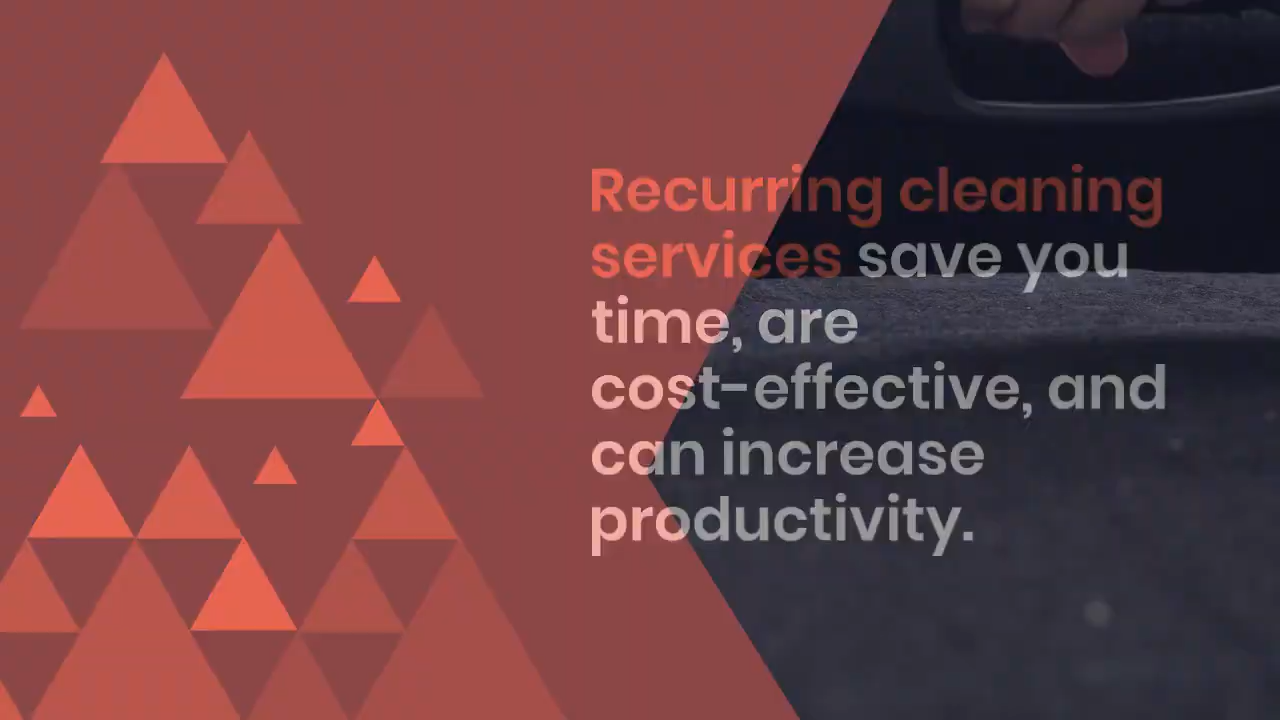 Recurring cleaning
services save you
time, are
cost-effective, and
can increase
productivity.